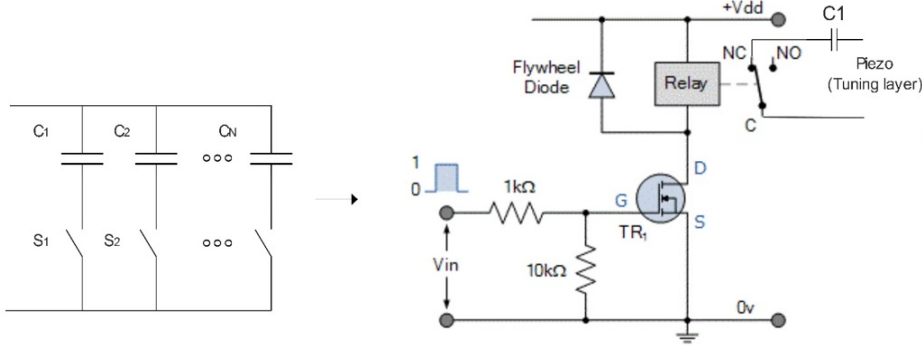 C1 C2 CN
S1 S2
+Vdd
C1
NC NO
Piezo
(Tuning layer)
Flywheel
Diode
Relay
C
D
1
0
1kΩ
G
S
TR1
Vin
10kΩ
0v